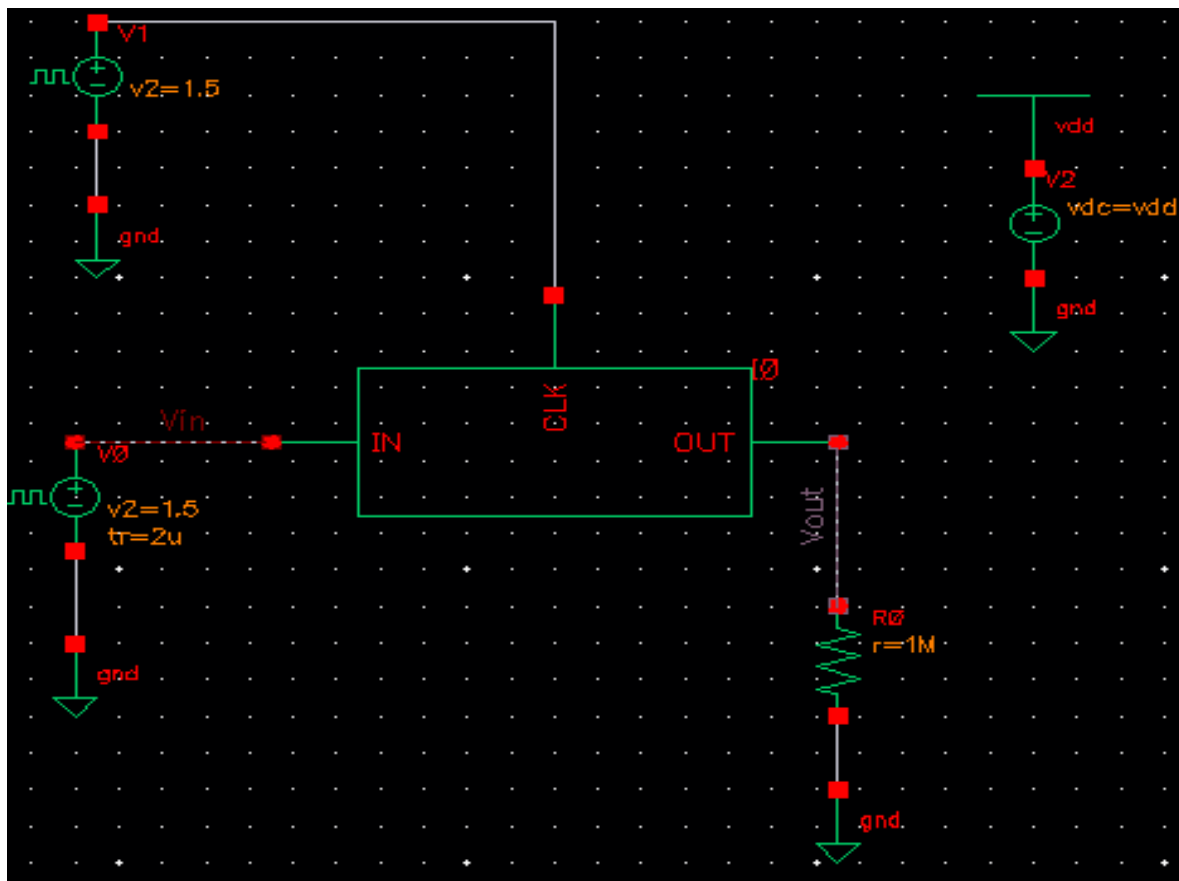 V1
v2=1.5
gnd
vdd
V2
vdc=vdd
gnd
I0
CLK
Vin
IN
OUT
V0
v2=1.5
tr=2u
gnd
Vout
R0
r=1M
gnd